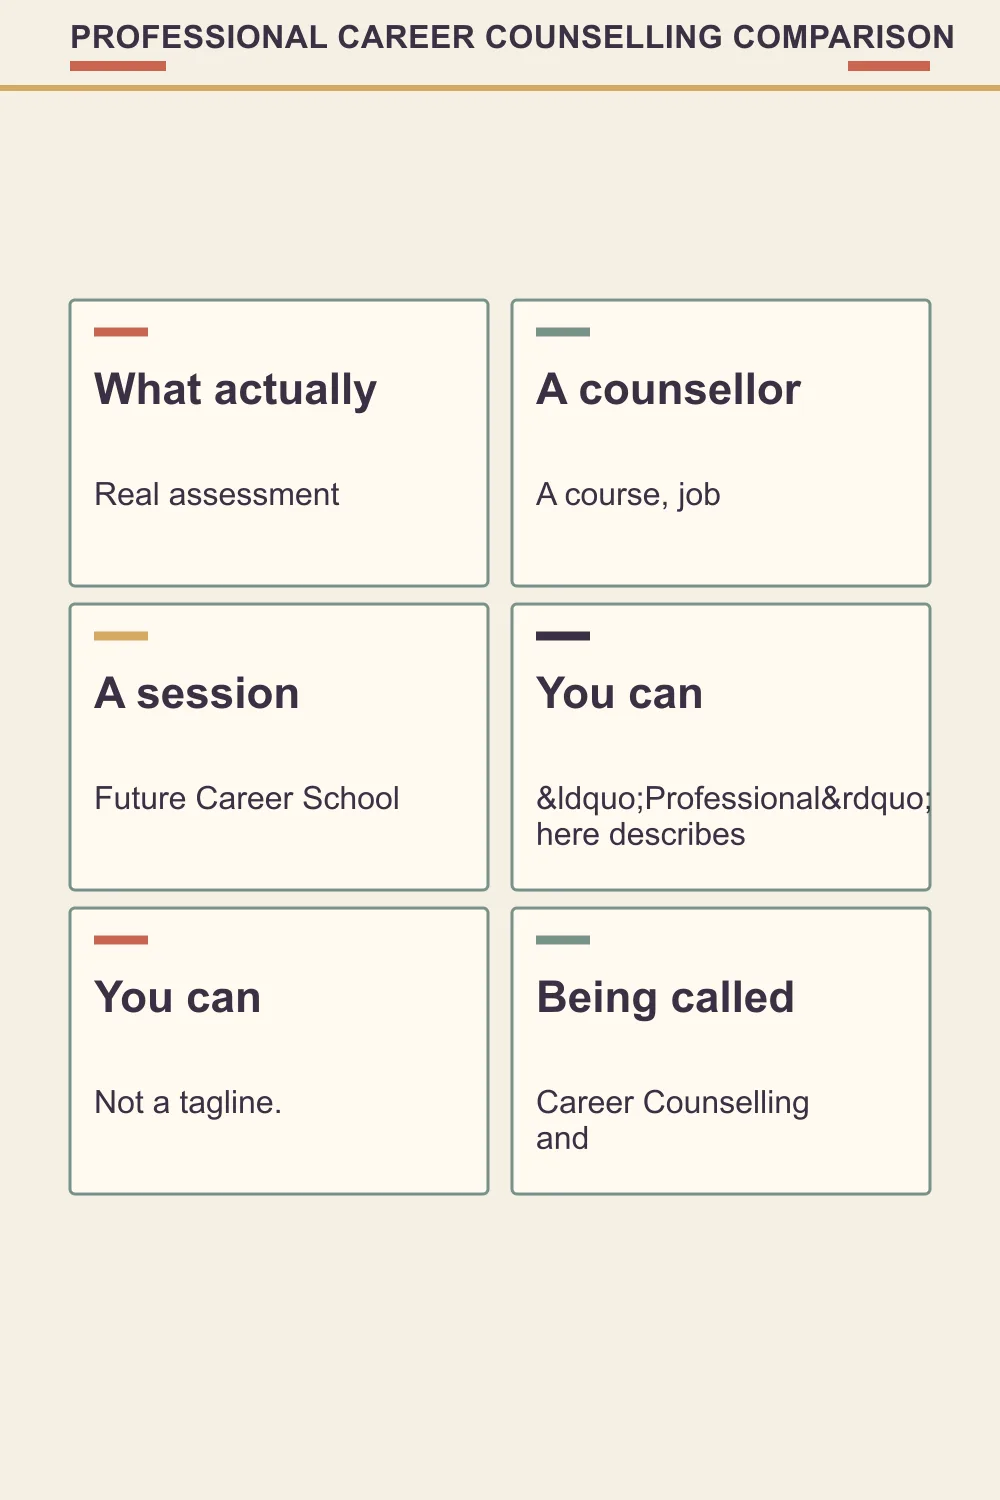 PROFESSIONAL CAREER COUNSELLING COMPARISON
What actually
Real assessment
A counsellor
A course, job
A session
Future Career School
You can
&ldquo;Professional&rdquo;
here describes
You can
Not a tagline.
Being called
Career Counselling
and